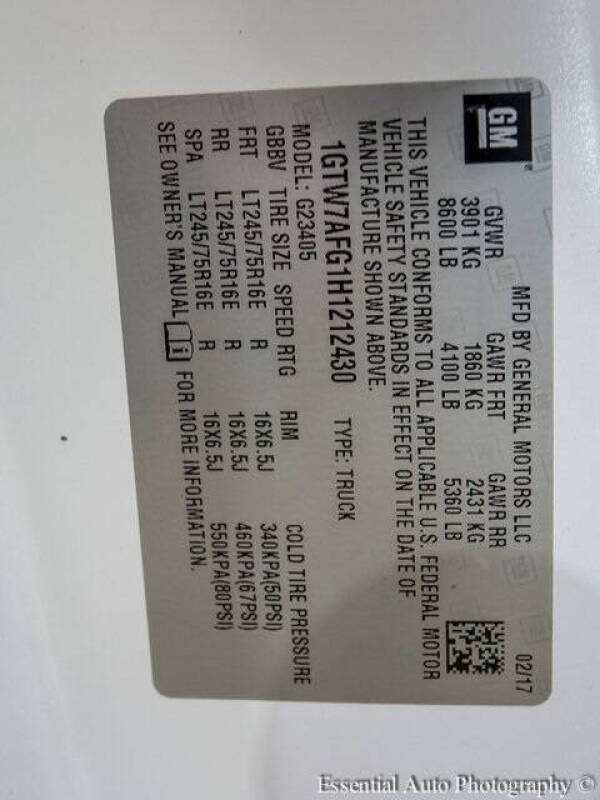 GM
MFD BY GENERAL MOTORS LLC 02/17
GVWR GAWR FRT GAWR RR
3901 KG 1860 KG 2431 KG
8600 LB 4100 LB 5360 LB
THIS VEHICLE CONFORMS TO ALL APPLICABLE U.S. FEDERAL MOTOR
VEHICLE SAFETY STANDARDS IN EFFECT ON THE DATE OF
MANUFACTURE SHOWN ABOVE.
1GTW7AFG1H1212430 TYPE: TRUCK
MODEL: G23405
GBBV TIRE SIZE SPEED RTG RIM COLD TIRE PRESSURE
FRT LT245/75R16E R 16X6.5J 340KPA(50PSI)
RR LT245/75R16E R 16X6.5J 460KPA(67PSI)
SPA LT245/75R16E R 16X6.5J 550KPA(80PSI)
SEE OWNER'S MANUAL FOR MORE INFORMATION.
Essential Auto Photography ©